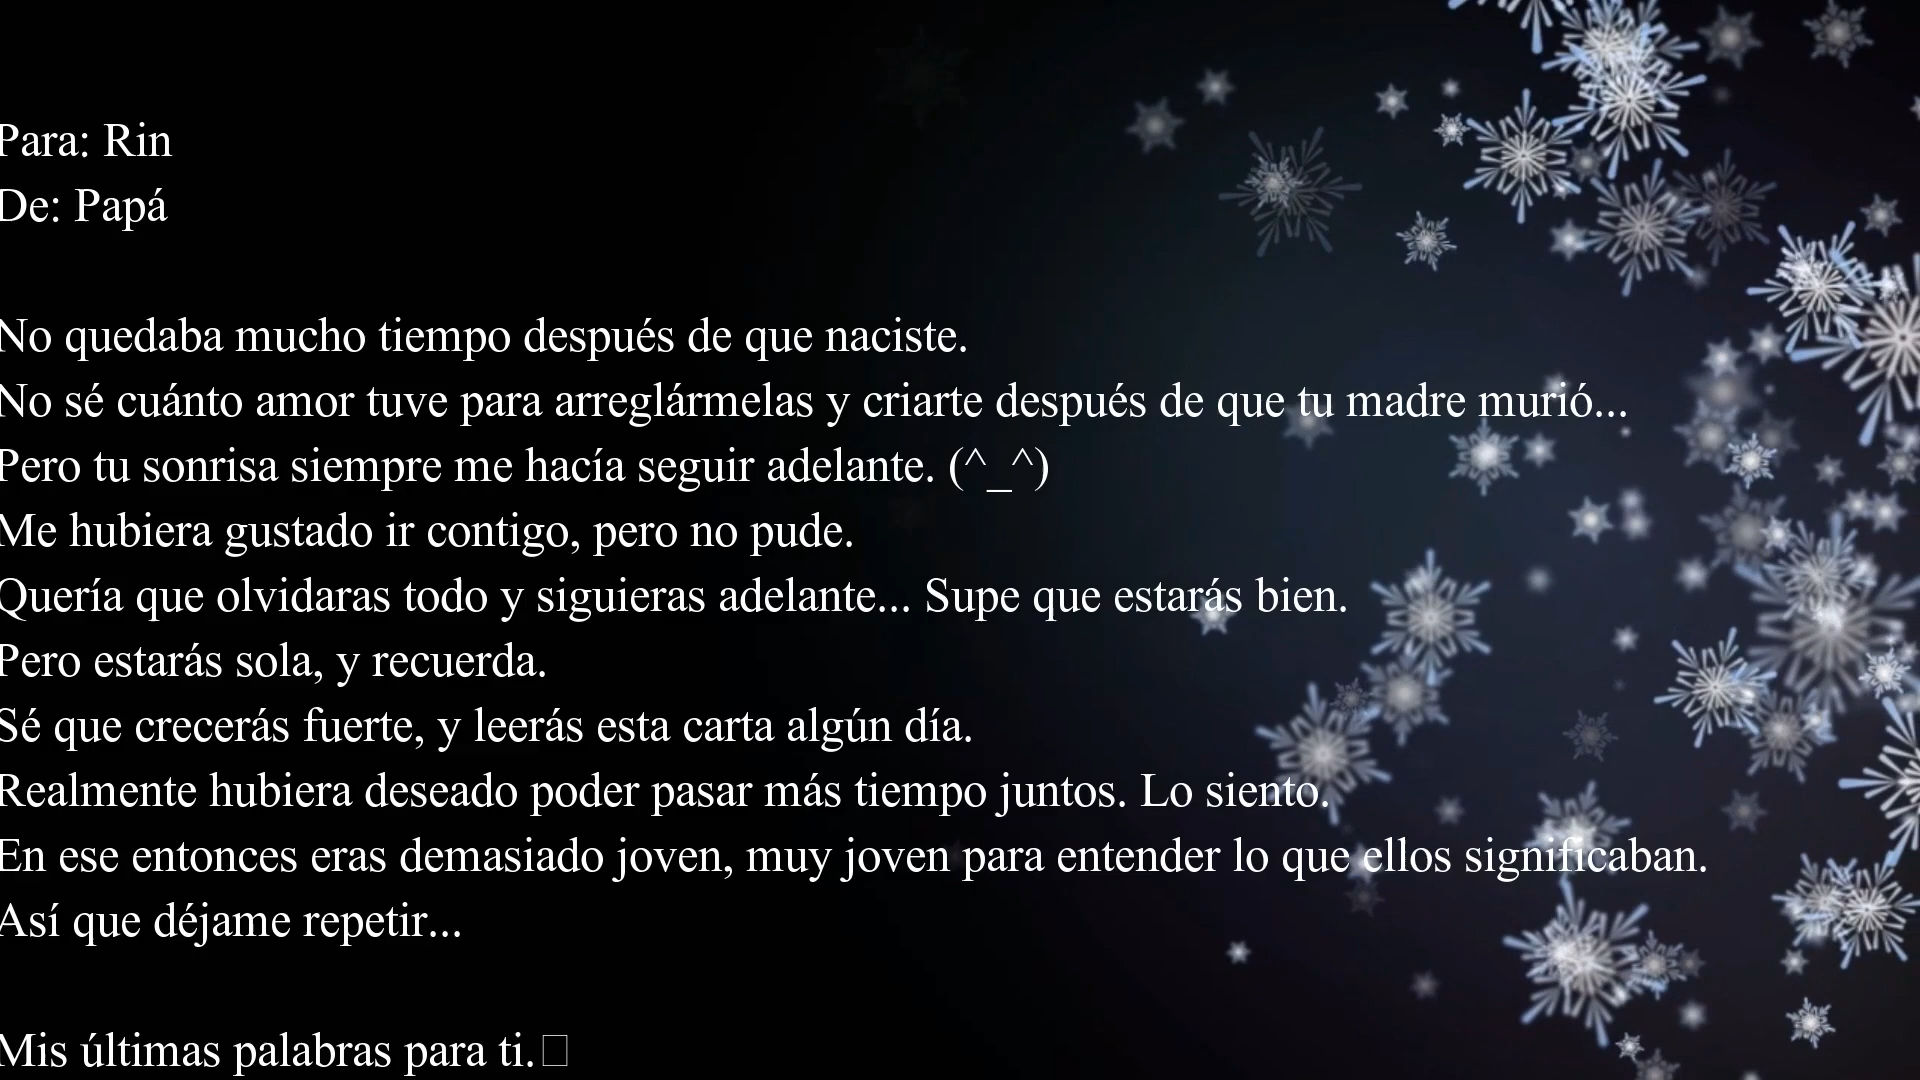 Para: Rin
De: Papá
No quedaba mucho tiempo después de que naciste.
No sé cuánto amor tuve para arreglármelas y criarte después de que tu madre murió...
Pero tu sonrisa siempre me hacía seguir adelante. (^_^)
Me hubiera gustado ir contigo, pero no pude.
Quería que olvidaras todo y siguieras adelante... Supe que estarás bien.
Pero estarás sola, y recuerda.
Sé que crecerás fuerte, y leerás esta carta algún día.
Realmente hubiera deseado poder pasar más tiempo juntos. Lo siento.
En ese entonces eras demasiado joven, muy joven para entender lo que ellos significaban.
Así que déjame repetir...
Mis últimas palabras para ti.